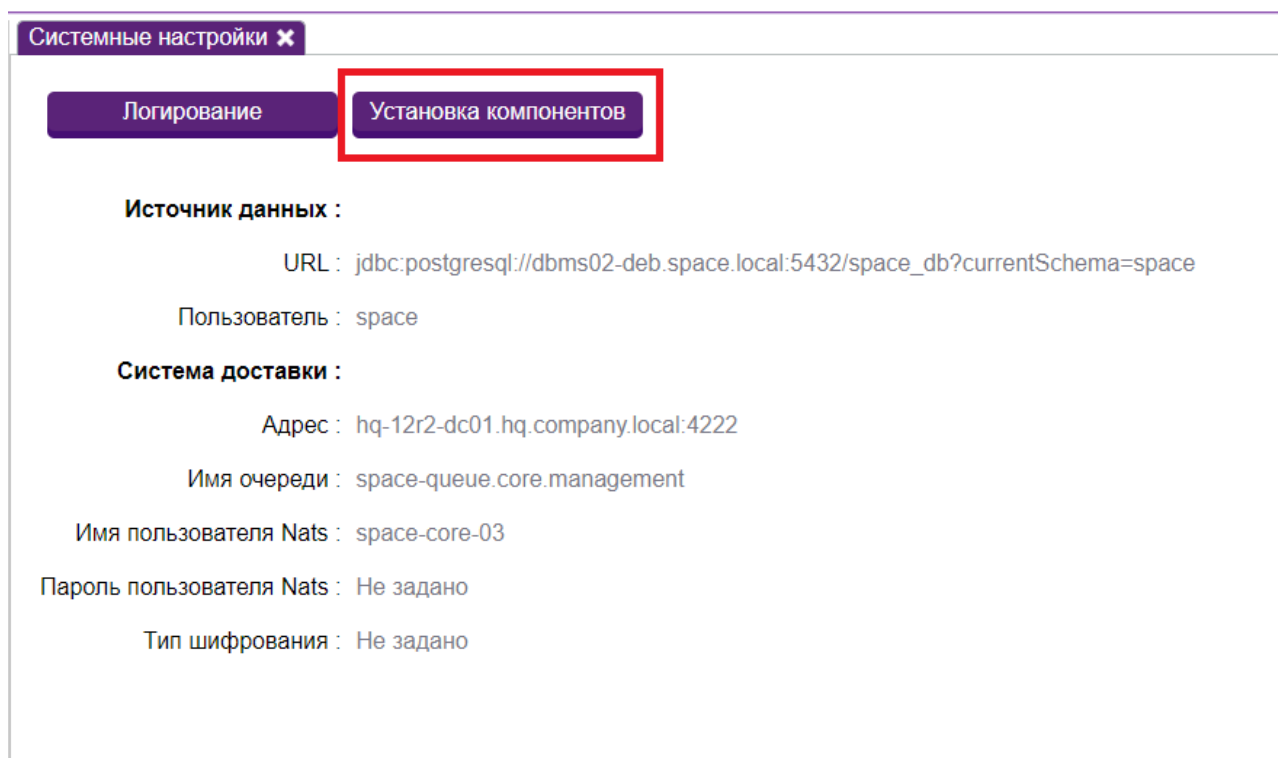 Системные настройки ✖
Логирование Установка компонентов
Источник данных :
URL : jdbc:postgresql://dbms02-deb.space.local:5432/space_db?currentSchema=space
Пользователь : space
Система доставки :
Адрес : hq-12r2-dc01.hq.company.local:4222
Имя очереди : space-queue.core.management
Имя пользователя Nats : space-core-03
Пароль пользователя Nats : Не задано
Тип шифрования : Не задано